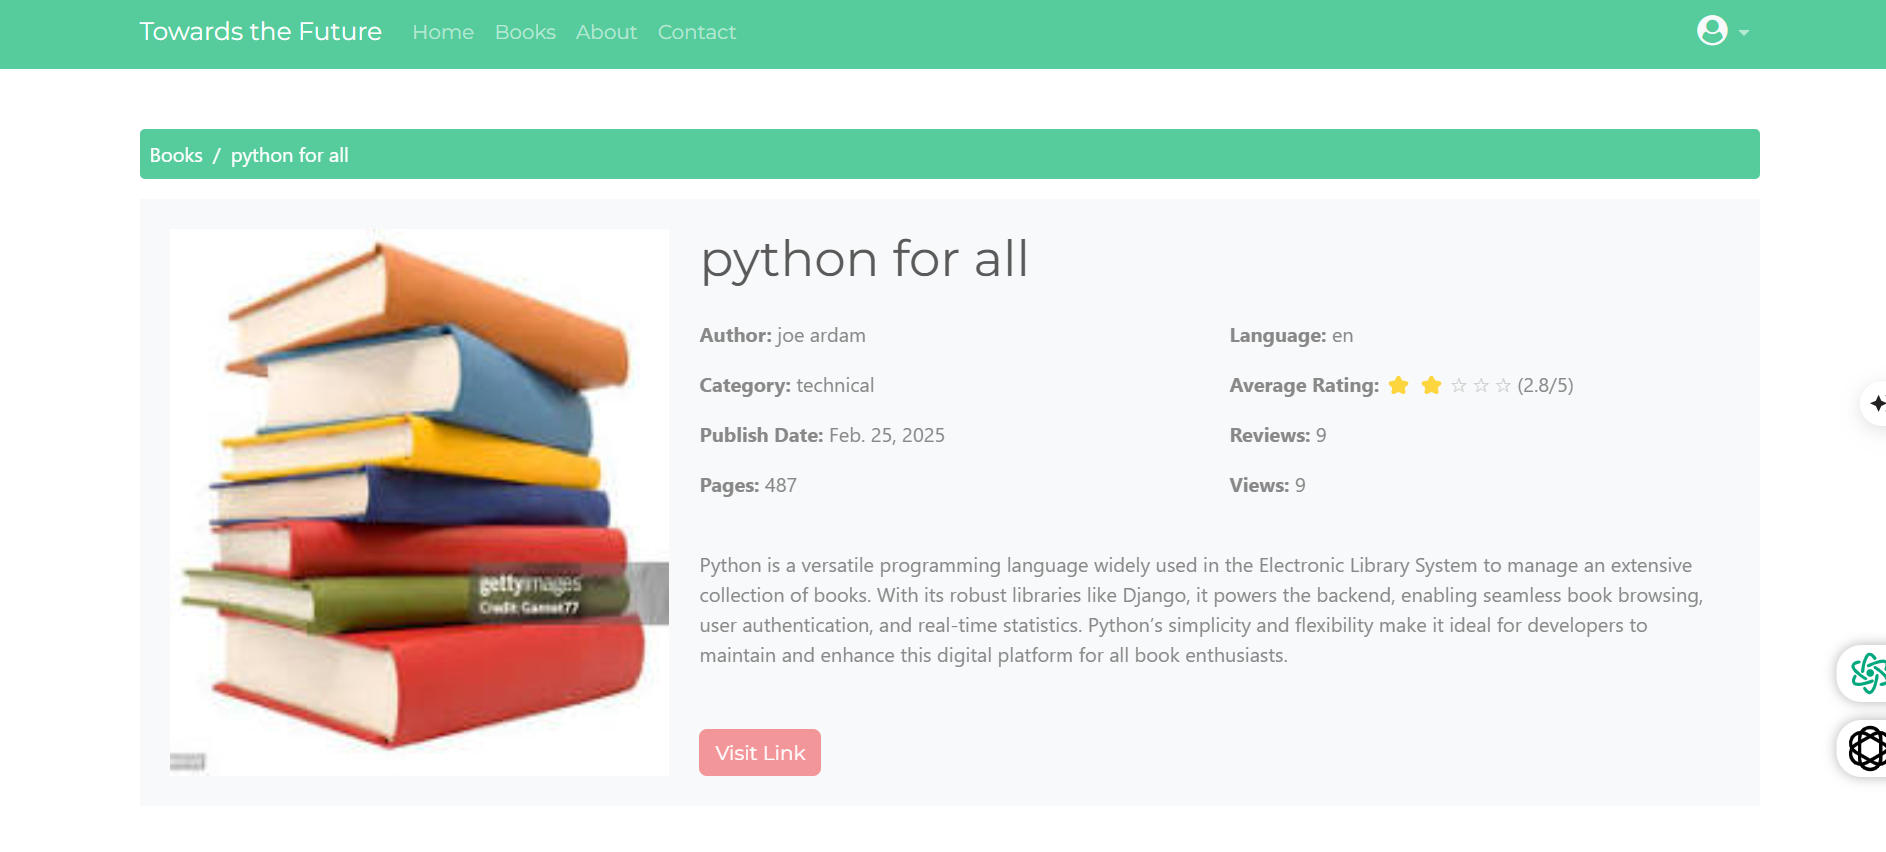 Towards the Future Home Books About Contact
Books / python for all
python for all
Author: joe ardam
Language: en
Category: technical
Average Rating: ★ ★ ☆ ☆ ☆ (2.8/5)
Publish Date: Feb. 25, 2025
Reviews: 9
Pages: 487
Views: 9
Python is a versatile programming language widely used in the Electronic Library System to manage an extensive
collection of books. With its robust libraries like Django, it powers the backend, enabling seamless book browsing,
user authentication, and real-time statistics. Python’s simplicity and flexibility make it ideal for developers to
maintain and enhance this digital platform for all book enthusiasts.
gettyimages
Visit Link